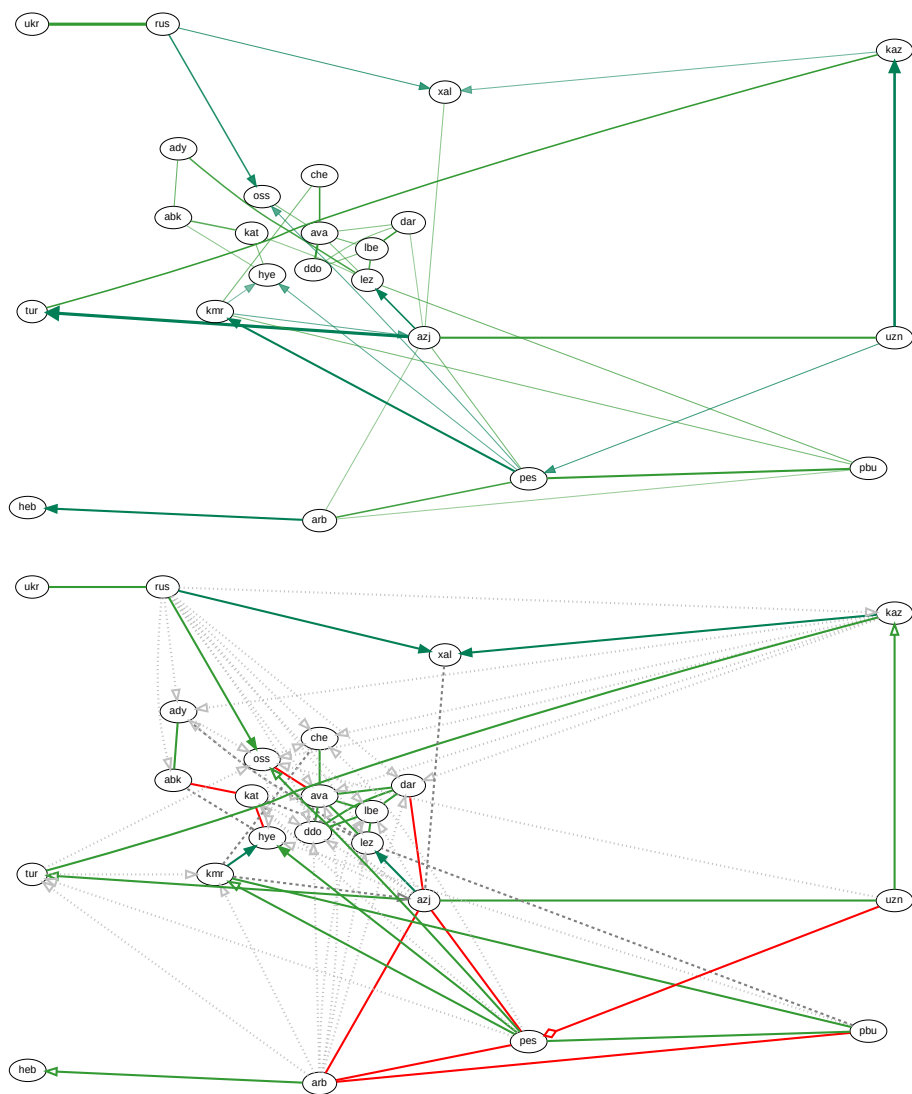 ukr
rus
kaz
xal
ady
che
oss
abk
kat
ava
dar
lbe
ddo
hye
lez
tur
kmr
azj
uzn
pes
pbu
heb
arb
ukr
rus
kaz
xal
ady
che
oss
abk
kat
ava
dar
lbe
ddo
hye
lez
tur
kmr
azj
uzn
pes
pbu
heb
arb